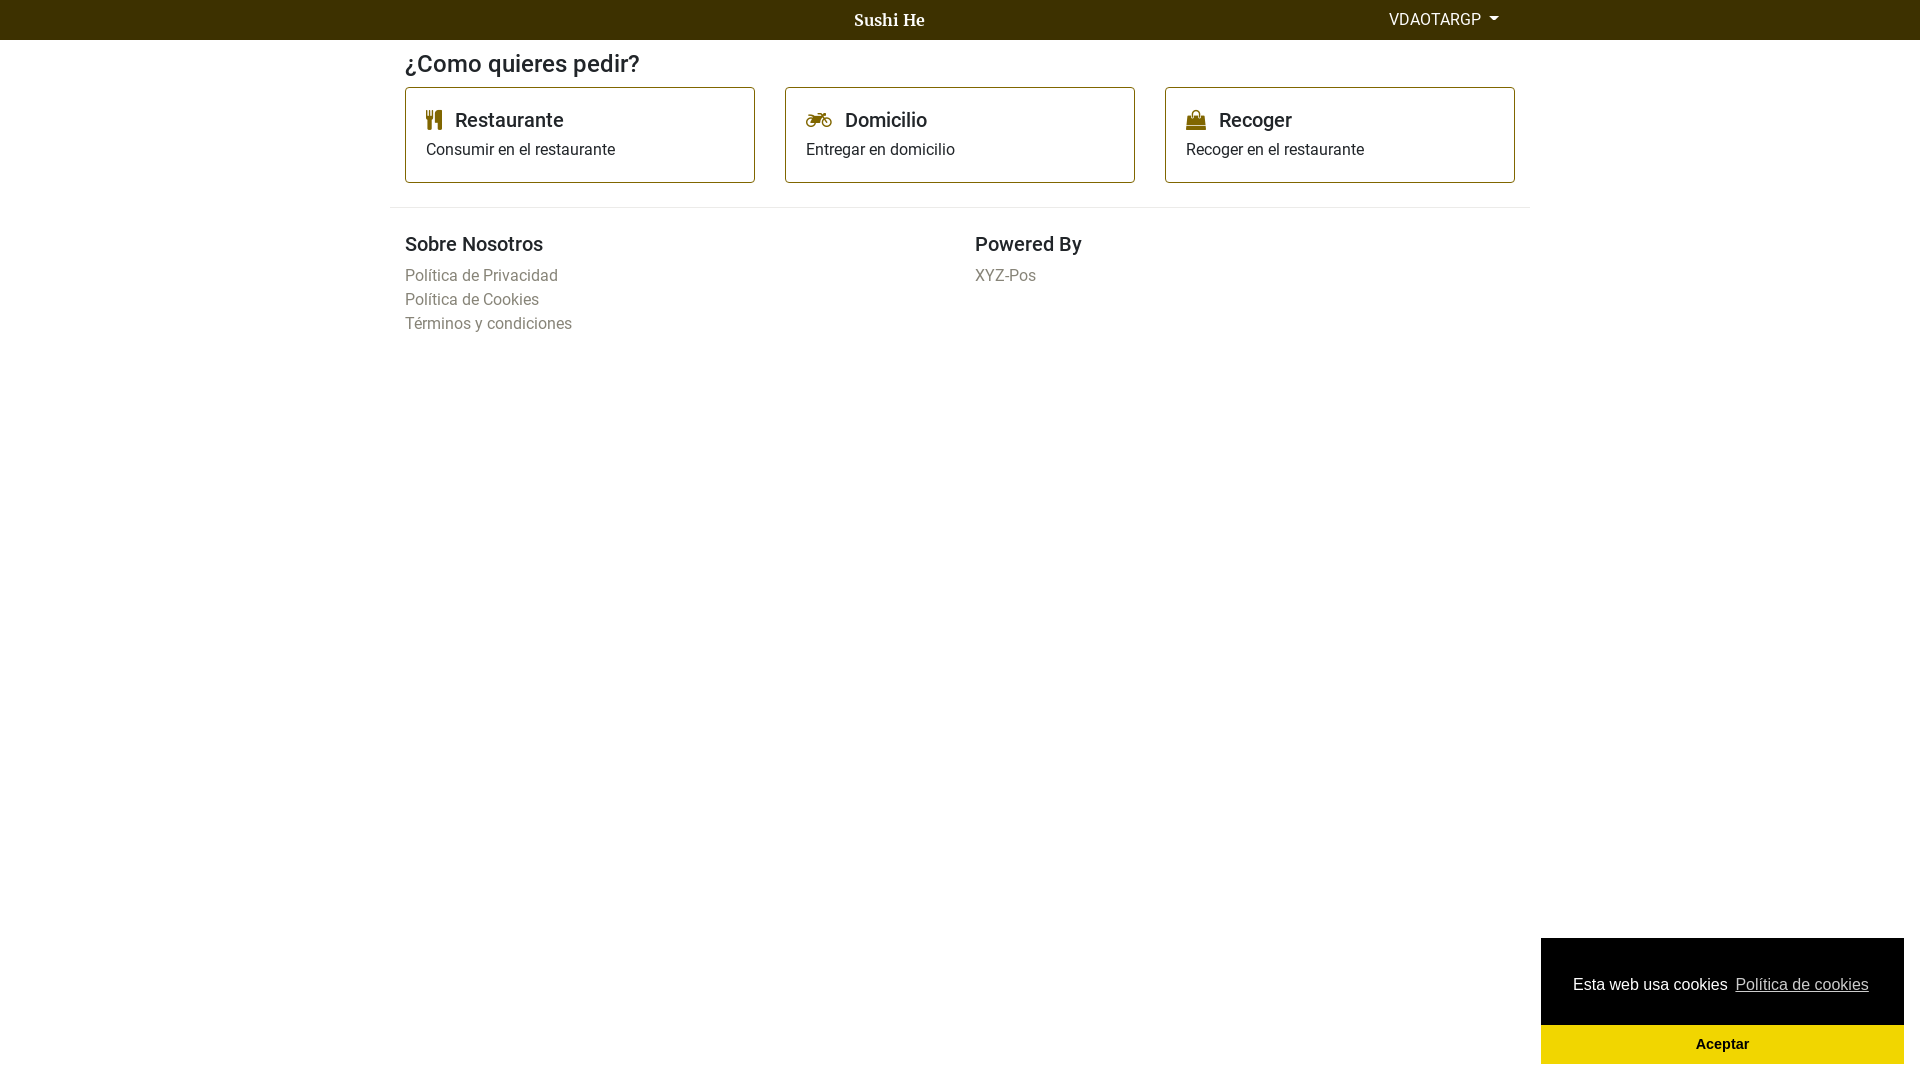 Sushi He
VDAOTARGP
¿Como quieres pedir?
Restaurante
Consumir en el restaurante
Domicilio
Entregar en domicilio
Recoger
Recoger en el restaurante
Sobre Nosotros
Política de Privacidad
Política de Cookies
Términos y condiciones
Powered By
XYZ-Pos
Esta web usa cookies Política de cookies
Aceptar